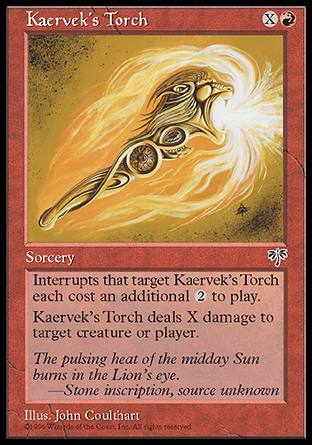 Kaervek's Torch X
Sorcery
Interrupts that target Kaervek's Torch
each cost an additional 2 to play.
Kaervek's Torch deals X damage to
target creature or player.
The pulsing heat of the midday Sun
burns in the Lion's eye.
—Stone inscription, source unknown
Illus. John Coulthart
©1996 Wizards of the Coast, Inc. All rights reserved.